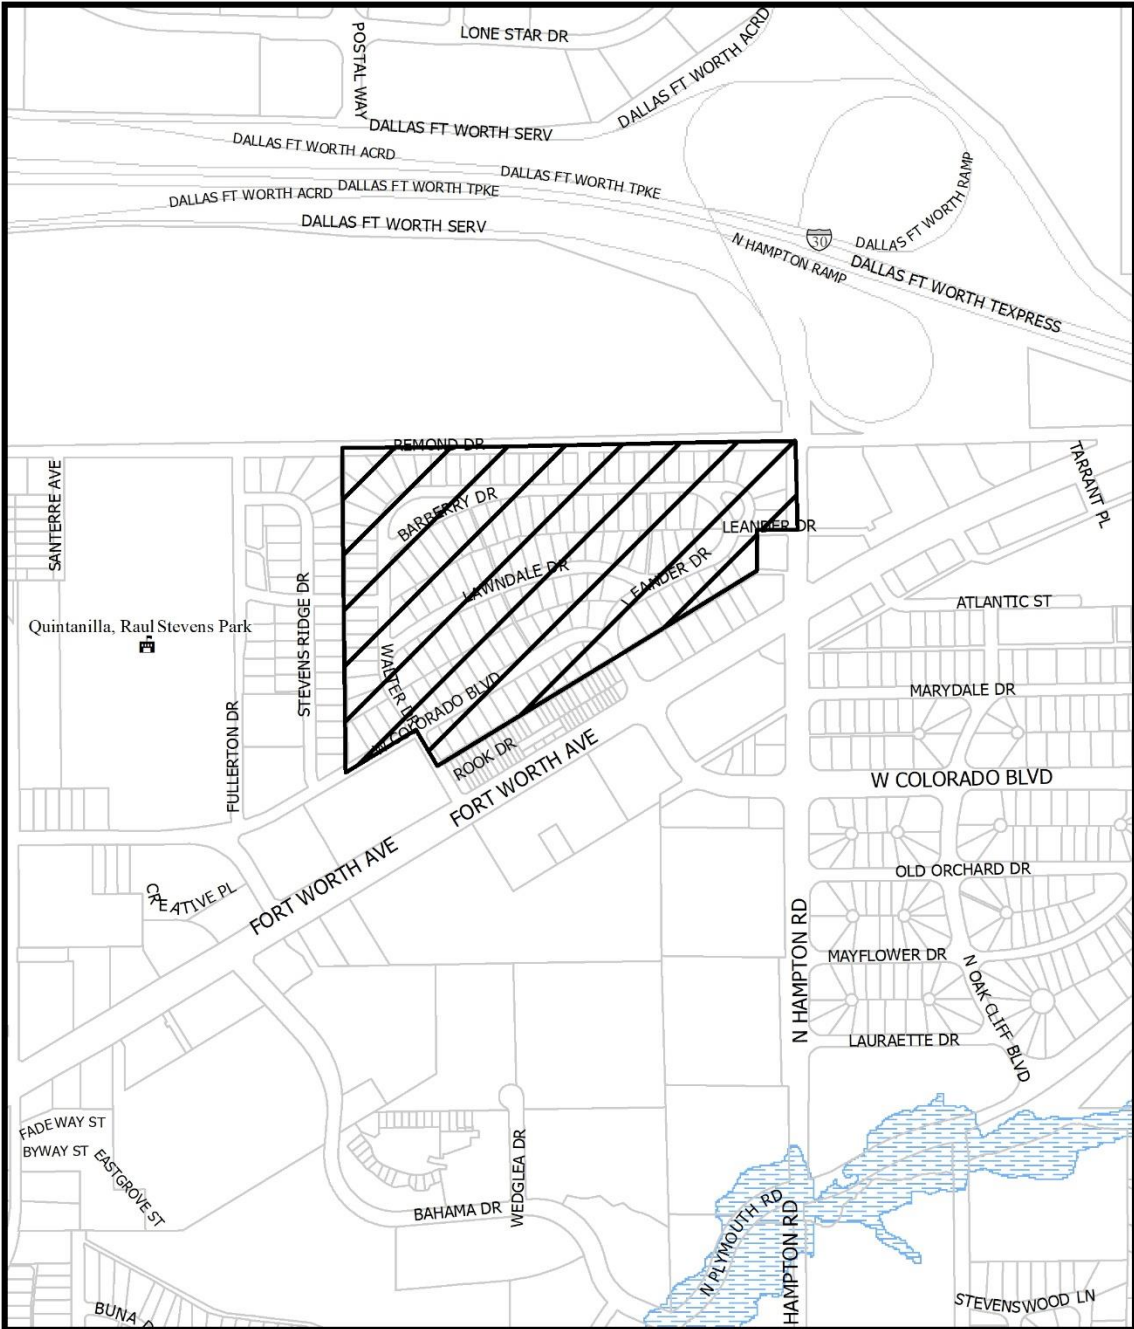 LONE STAR DR
POSTAL WAY
DALLAS FT WORTH ACRD
DALLAS FT WORTH SERV
DALLAS FT WORTH ACRD
DALLAS FT WORTH TPKE
DALLAS FT WORTH TPKE
DALLAS FT WORTH ACRD
DALLAS FT WORTH SERV
DALLAS FT WORTH RAMP
30
N HAMPTON RAMP
DALLAS FT WORTH TEXPRESS
REMOND DR
TARRANT PL
SANTERRE AVE
BARBERRY DR
LEANDER DR
LAWNDALE DR
LEANDER DR
STEVENS RIDGE DR
ATLANTIC ST
Quintanilla, Raul Stevens Park
WALTER DR
MARYDALE DR
W COLORADO BLVD
FULLERTON DR
ROOK DR
FORT WORTH AVE
W COLORADO BLVD
FORT WORTH AVE
OLD ORCHARD DR
CREATIVE PL
N HAMPTON RD
MAYFLOWER DR
N OAK CLIFF BLVD
LAURAETTE DR
FADEWAY ST
BYWAY ST
EASTGROVE ST
WEDGLEA DR
BAHAMA DR
N PLYMOUTH RD
HAMPTON RD
STEVENSWOOD LN
BUNA D